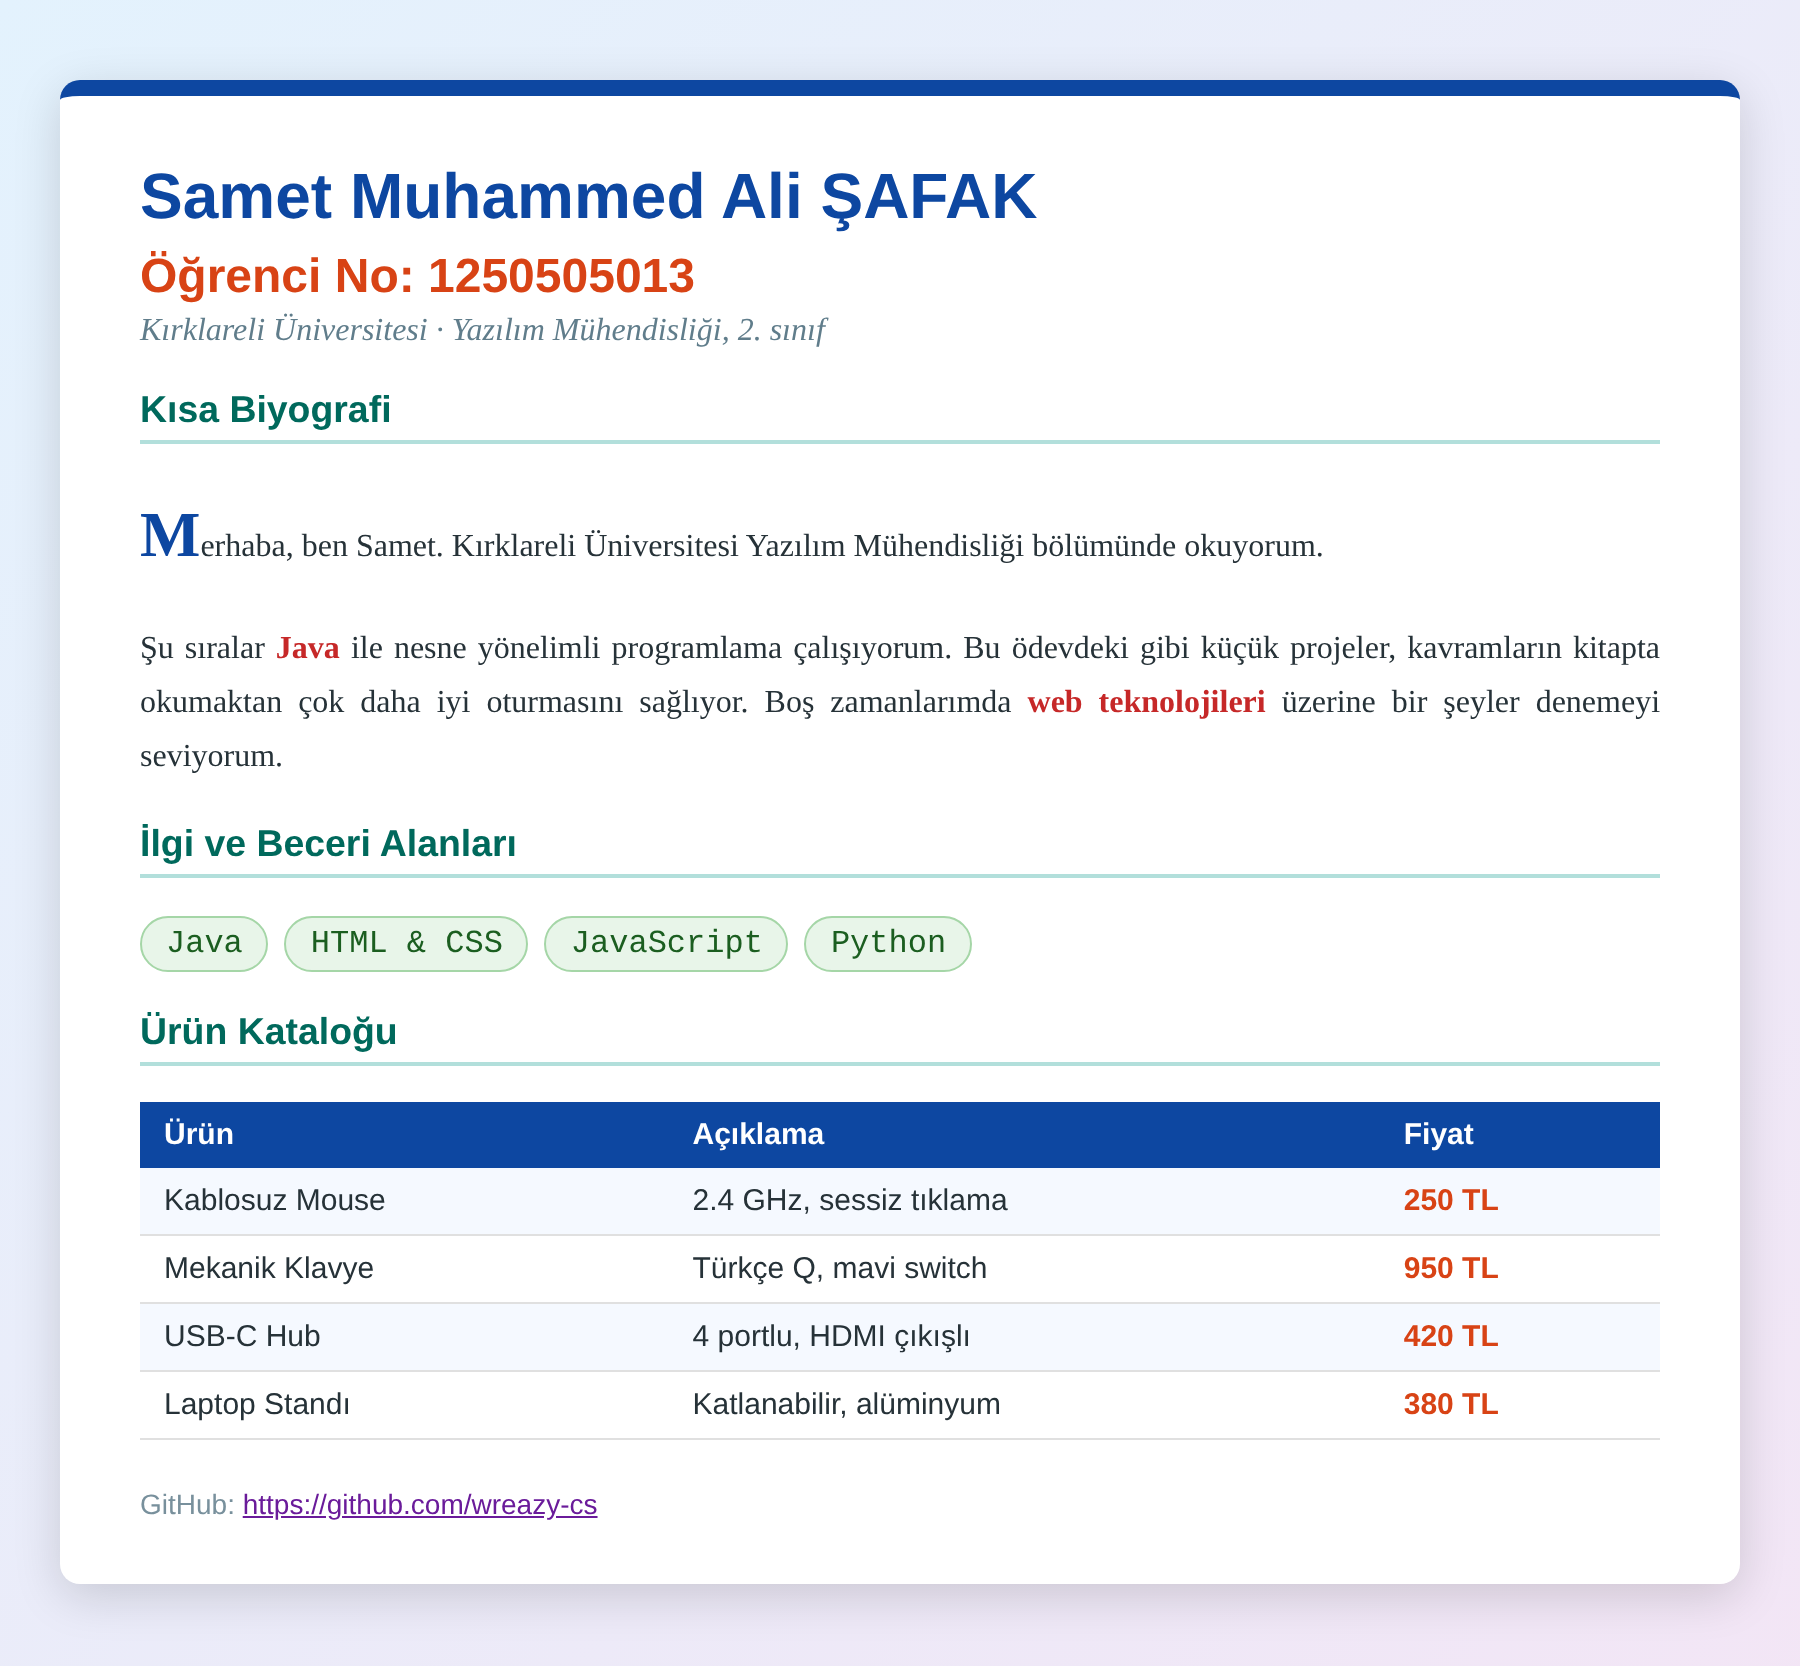 Samet Muhammed Ali ŞAFAK
Öğrenci No: 1250505013
Kırklareli Üniversitesi · Yazılım Mühendisliği, 2. sınıf
Kısa Biyografi
Merhaba, ben Samet. Kırklareli Üniversitesi Yazılım Mühendisliği bölümünde okuyorum.
Şu sıralar Java ile nesne yönelimli programlama çalışıyorum. Bu ödevdeki gibi küçük projeler, kavramların kitapta
okumaktan çok daha iyi oturmasını sağlıyor. Boş zamanlarımda web teknolojileri üzerine bir şeyler denemeyi
seviyorum.
İlgi ve Beceri Alanları
Java HTML & CSS JavaScript Python
Ürün Kataloğu
Ürün Açıklama Fiyat
Kablosuz Mouse 2.4 GHz, sessiz tıklama 250 TL
Mekanik Klavye Türkçe Q, mavi switch 950 TL
USB-C Hub 4 portlu, HDMI çıkışlı 420 TL
Laptop Standı Katlanabilir, alüminyum 380 TL
GitHub: https://github.com/wreazy-cs